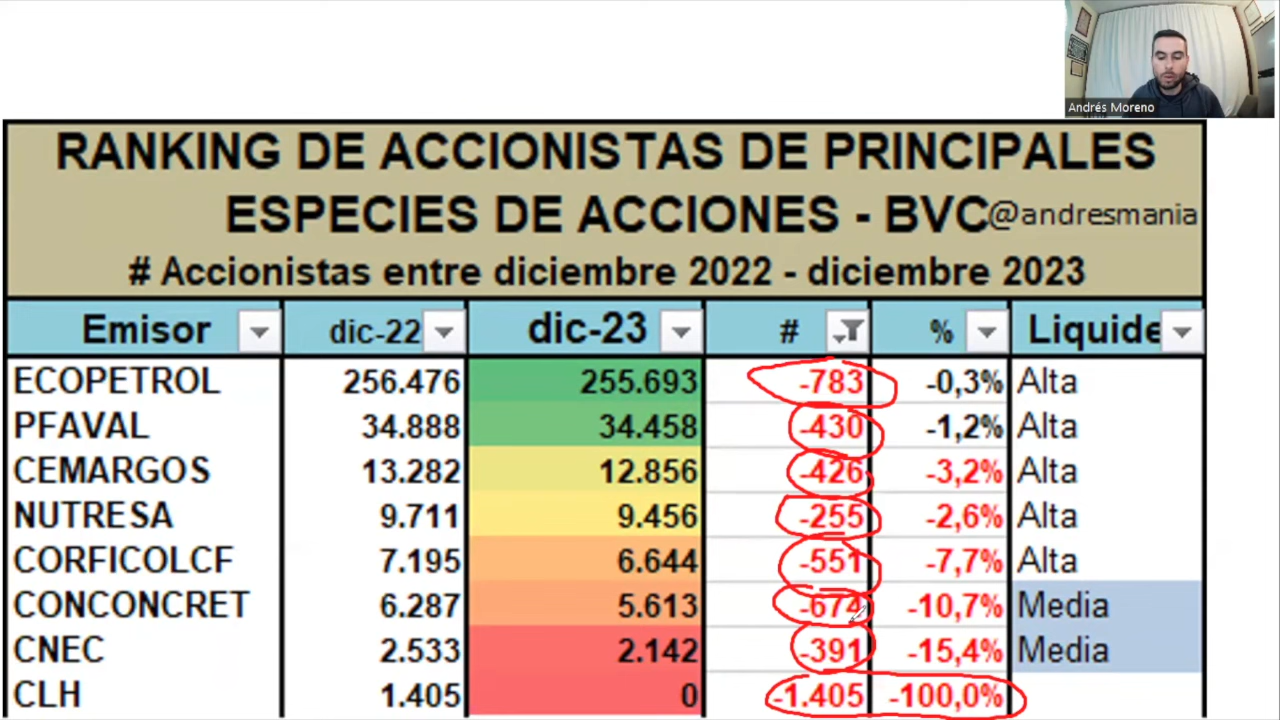 Andrés Moreno
RANKING DE ACCIONISTAS DE PRINCIPALES
ESPECIES DE ACCIONES - BVC @andresmania
# Accionistas entre diciembre 2022 - diciembre 2023
Emisor dic-22 dic-23 # % Liquide
ECOPETROL 256.476 255.693 -783 -0,3% Alta
PFAVAL 34.888 34.458 -430 -1,2% Alta
CEMARGOS 13.282 12.856 -426 -3,2% Alta
NUTRESA 9.711 9.456 -255 -2,6% Alta
CORFICOLCF 7.195 6.644 -551 -7,7% Alta
CONCONCRET 6.287 5.613 -674 -10,7% Media
CNEC 2.533 2.142 -391 -15,4% Media
CLH 1.405 0 -1.405 -100,0%